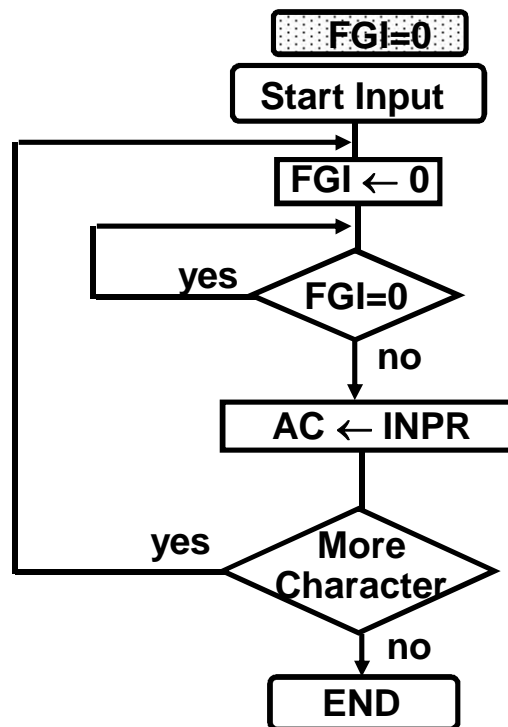 FGI=0
Start Input
FGI ← 0
yes
FGI=0
no
AC ← INPR
yes
More
Character
no
END